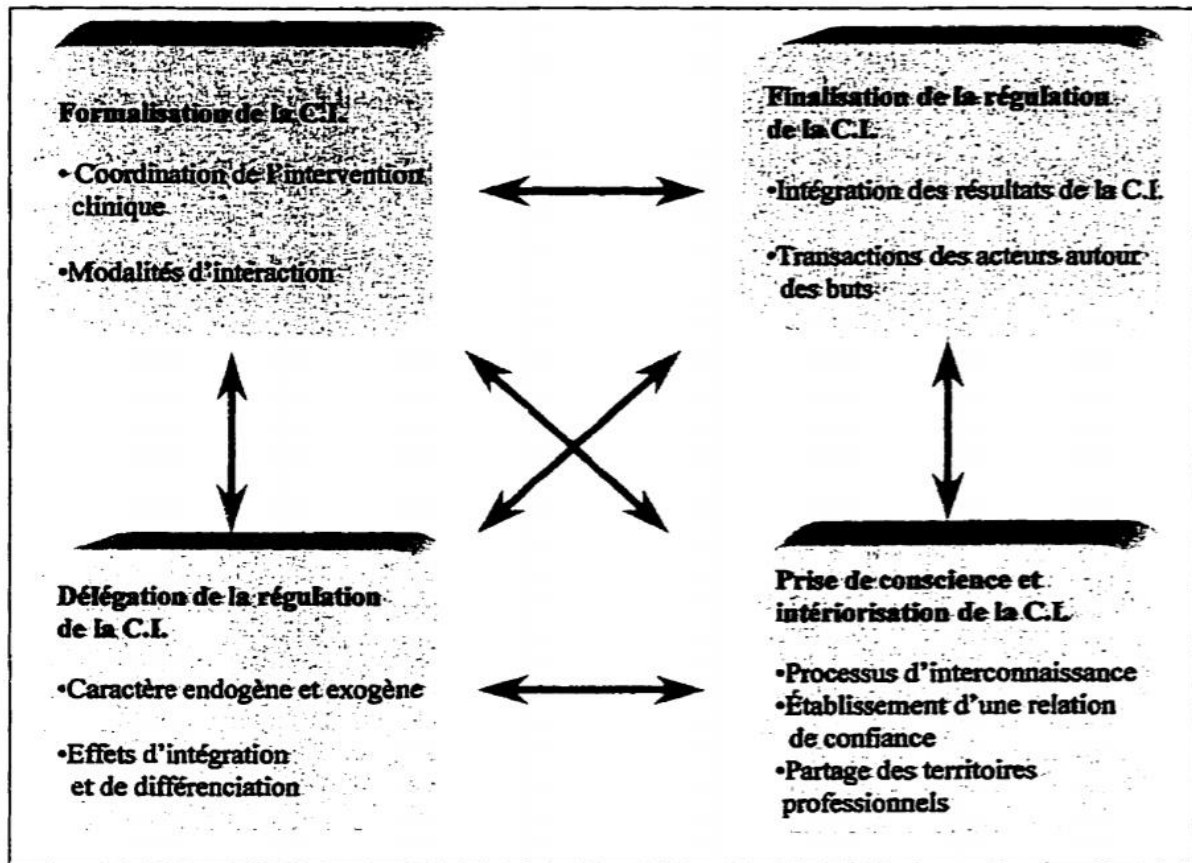 Formalisation de la C.I.
• Coordination de l'intervention
clinique
•Modalités d'interaction
Finalisation de la régulation
de la C.I.
•Intégration des résultats de la C.I.
•Transactions des acteurs autour
des buts
Délégation de la régulation
de la C.I.
•Caractère endogène et exogène
•Effets d'intégration
et de différenciation
Prise de conscience et
intériorisation de la C.I.
•Processus d'interconnaissance
•Établissement d'une relation
de confiance
•Partage des territoires
professionnels